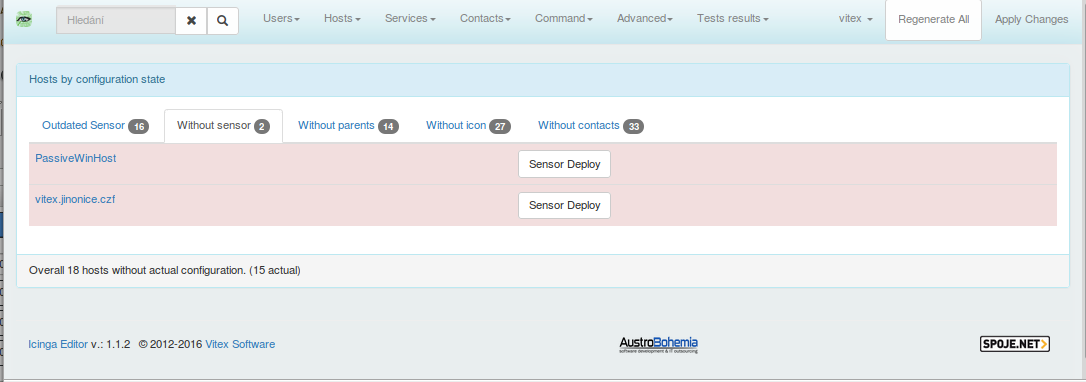 Hledání Users Hosts Services Contacts Command Advanced Tests results vitex Regenerate All Apply Changes
Hosts by configuration state
Outdated Sensor 16 Without sensor 2 Without parents 14 Without icon 27 Without contacts 33
PassiveWinHost Sensor Deploy
vitex.jinonice.czf Sensor Deploy
Overall 18 hosts without actual configuration. (15 actual)
Icinga Editor v.: 1.1.2 © 2012-2016 Vitex Software AustroBohemia SPOJE.NET
software development & IT outsourcing